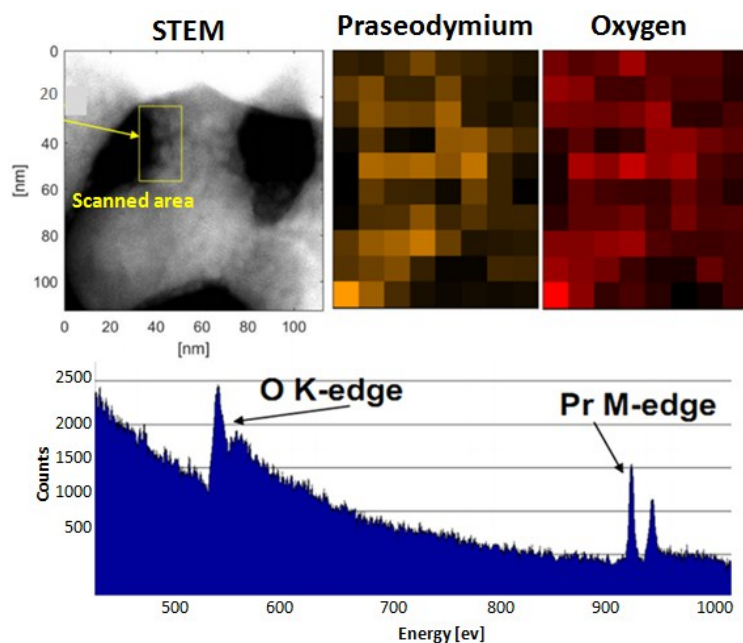 STEM
Praseodymium
Oxygen
0
20
40
60
80
100
[nm]
Scanned area
0 20 40 60 80 100
[nm]
2500
2000
1500
1000
500
Counts
O K-edge
Pr M-edge
500 600 700 800 900 1000
Energy [ev]